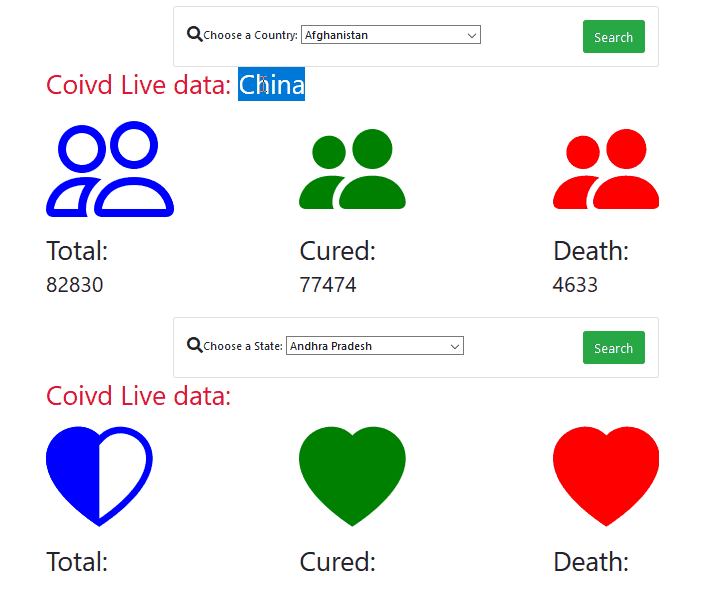 Choose a Country: Afghanistan Search
Coivd Live data: China
Total: Cured: Death:
82830 77474 4633
Choose a State: Andhra Pradesh Search
Coivd Live data:
Total: Cured: Death: